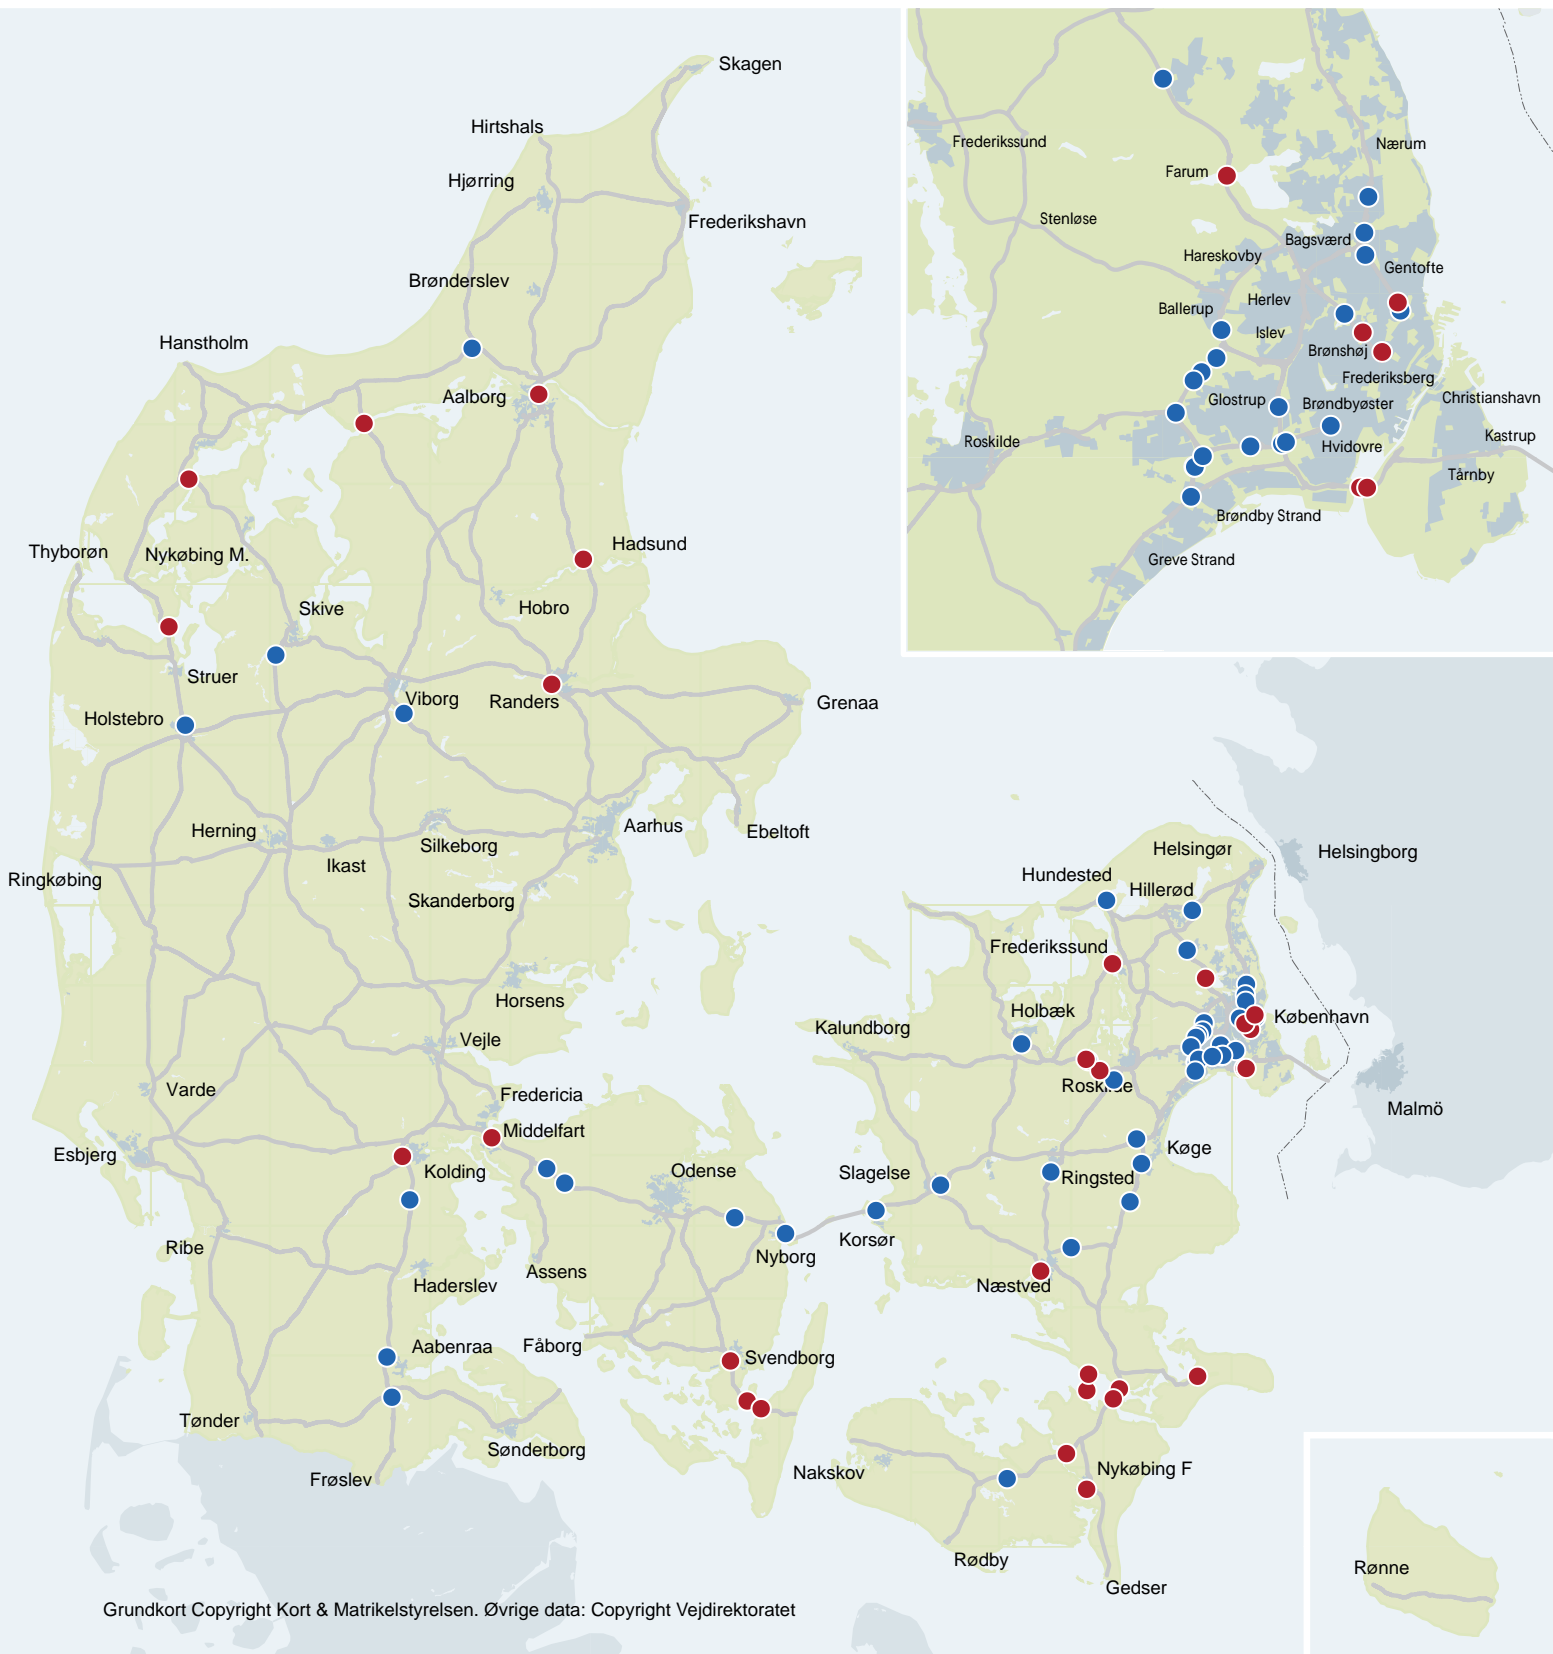 Skagen
Hirtshals
Hjørring
Frederikshavn
Brønderslev
Hanstholm
Aalborg
Thyborøn
Nykøbing M.
Hadsund
Skive
Hobro
Struer
Viborg
Randers
Grenaa
Holstebro
Herning
Ikast
Silkeborg
Aarhus
Ebeltoft
Ringkøbing
Skanderborg
Horsens
Vejle
Varde
Fredericia
Middelfart
Esbjerg
Kolding
Odense
Ribe
Haderslev
Assens
Nyborg
Korsør
Slagelse
Aabenraa
Fåborg
Svendborg
Tønder
Sønderborg
Frøslev
Nakskov
Nykøbing F
Rødby
Gedser
Næstved
Ringsted
Køge
Roskilde
Kalundborg
Holbæk
København
Frederikssund
Hundested
Hillerød
Helsingør
Helsingborg
Malmö
Rønne
Frederikssund
Nærum
Farum
Stenløse
Bagsværd
Hareskovby
Gentofte
Herlev
Ballerup
Islev
Brønshøj
Frederiksberg
Glostrup
Brøndbyøster
Christianshavn
Roskilde
Hvidovre
Kastrup
Tårnby
Brøndby Strand
Greve Strand
Grundkort Copyright Kort & Matrikelstyrelsen. Øvrige data: Copyright Vejdirektoratet